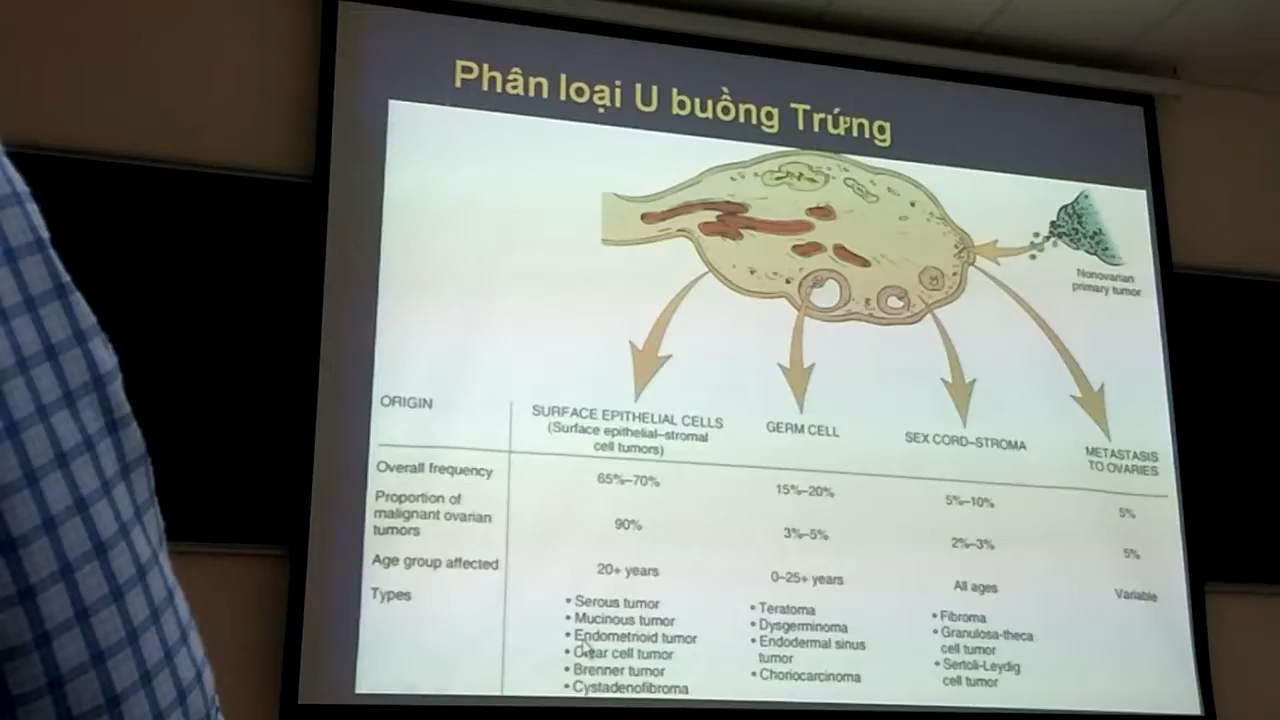 Phân loại U buồng Trứng
Nonovarian
primary tumor
ORIGIN
SURFACE EPITHELIAL CELLS
(Surface epithelial–stromal
cell tumors)
GERM CELL
SEX CORD–STROMA
METASTASIS
TO OVARIES
Overall frequency
65%–70%
15%–20%
5%–10%
5%
Proportion of
malignant ovarian
tumors
90%
3%–5%
2%–3%
5%
Age group affected
20+ years
0–25+ years
All ages
Variable
Types
• Serous tumor
• Mucinous tumor
• Endometrioid tumor
• Clear cell tumor
• Brenner tumor
• Cystadenofibroma
• Teratoma
• Dysgerminoma
• Endodermal sinus
tumor
• Choriocarcinoma
• Fibroma
• Granulosa-theca
cell tumor
• Sertoli-Leydig
cell tumor